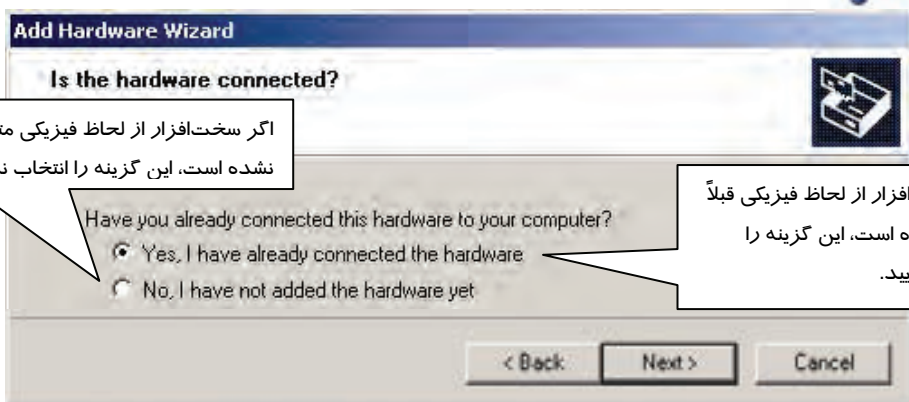 Add Hardware Wizard
Is the hardware connected?
اگر سخت‌افزار از لحاظ فیزیکی
نشده است، این گزینه را انتخاب
از لحاظ فیزیکی قبلاً
است، این گزینه را
Have you already connected this hardware to your computer?
Yes, I have already connected the hardware
No, I have not added the hardware yet
< Back
Next >
Cancel